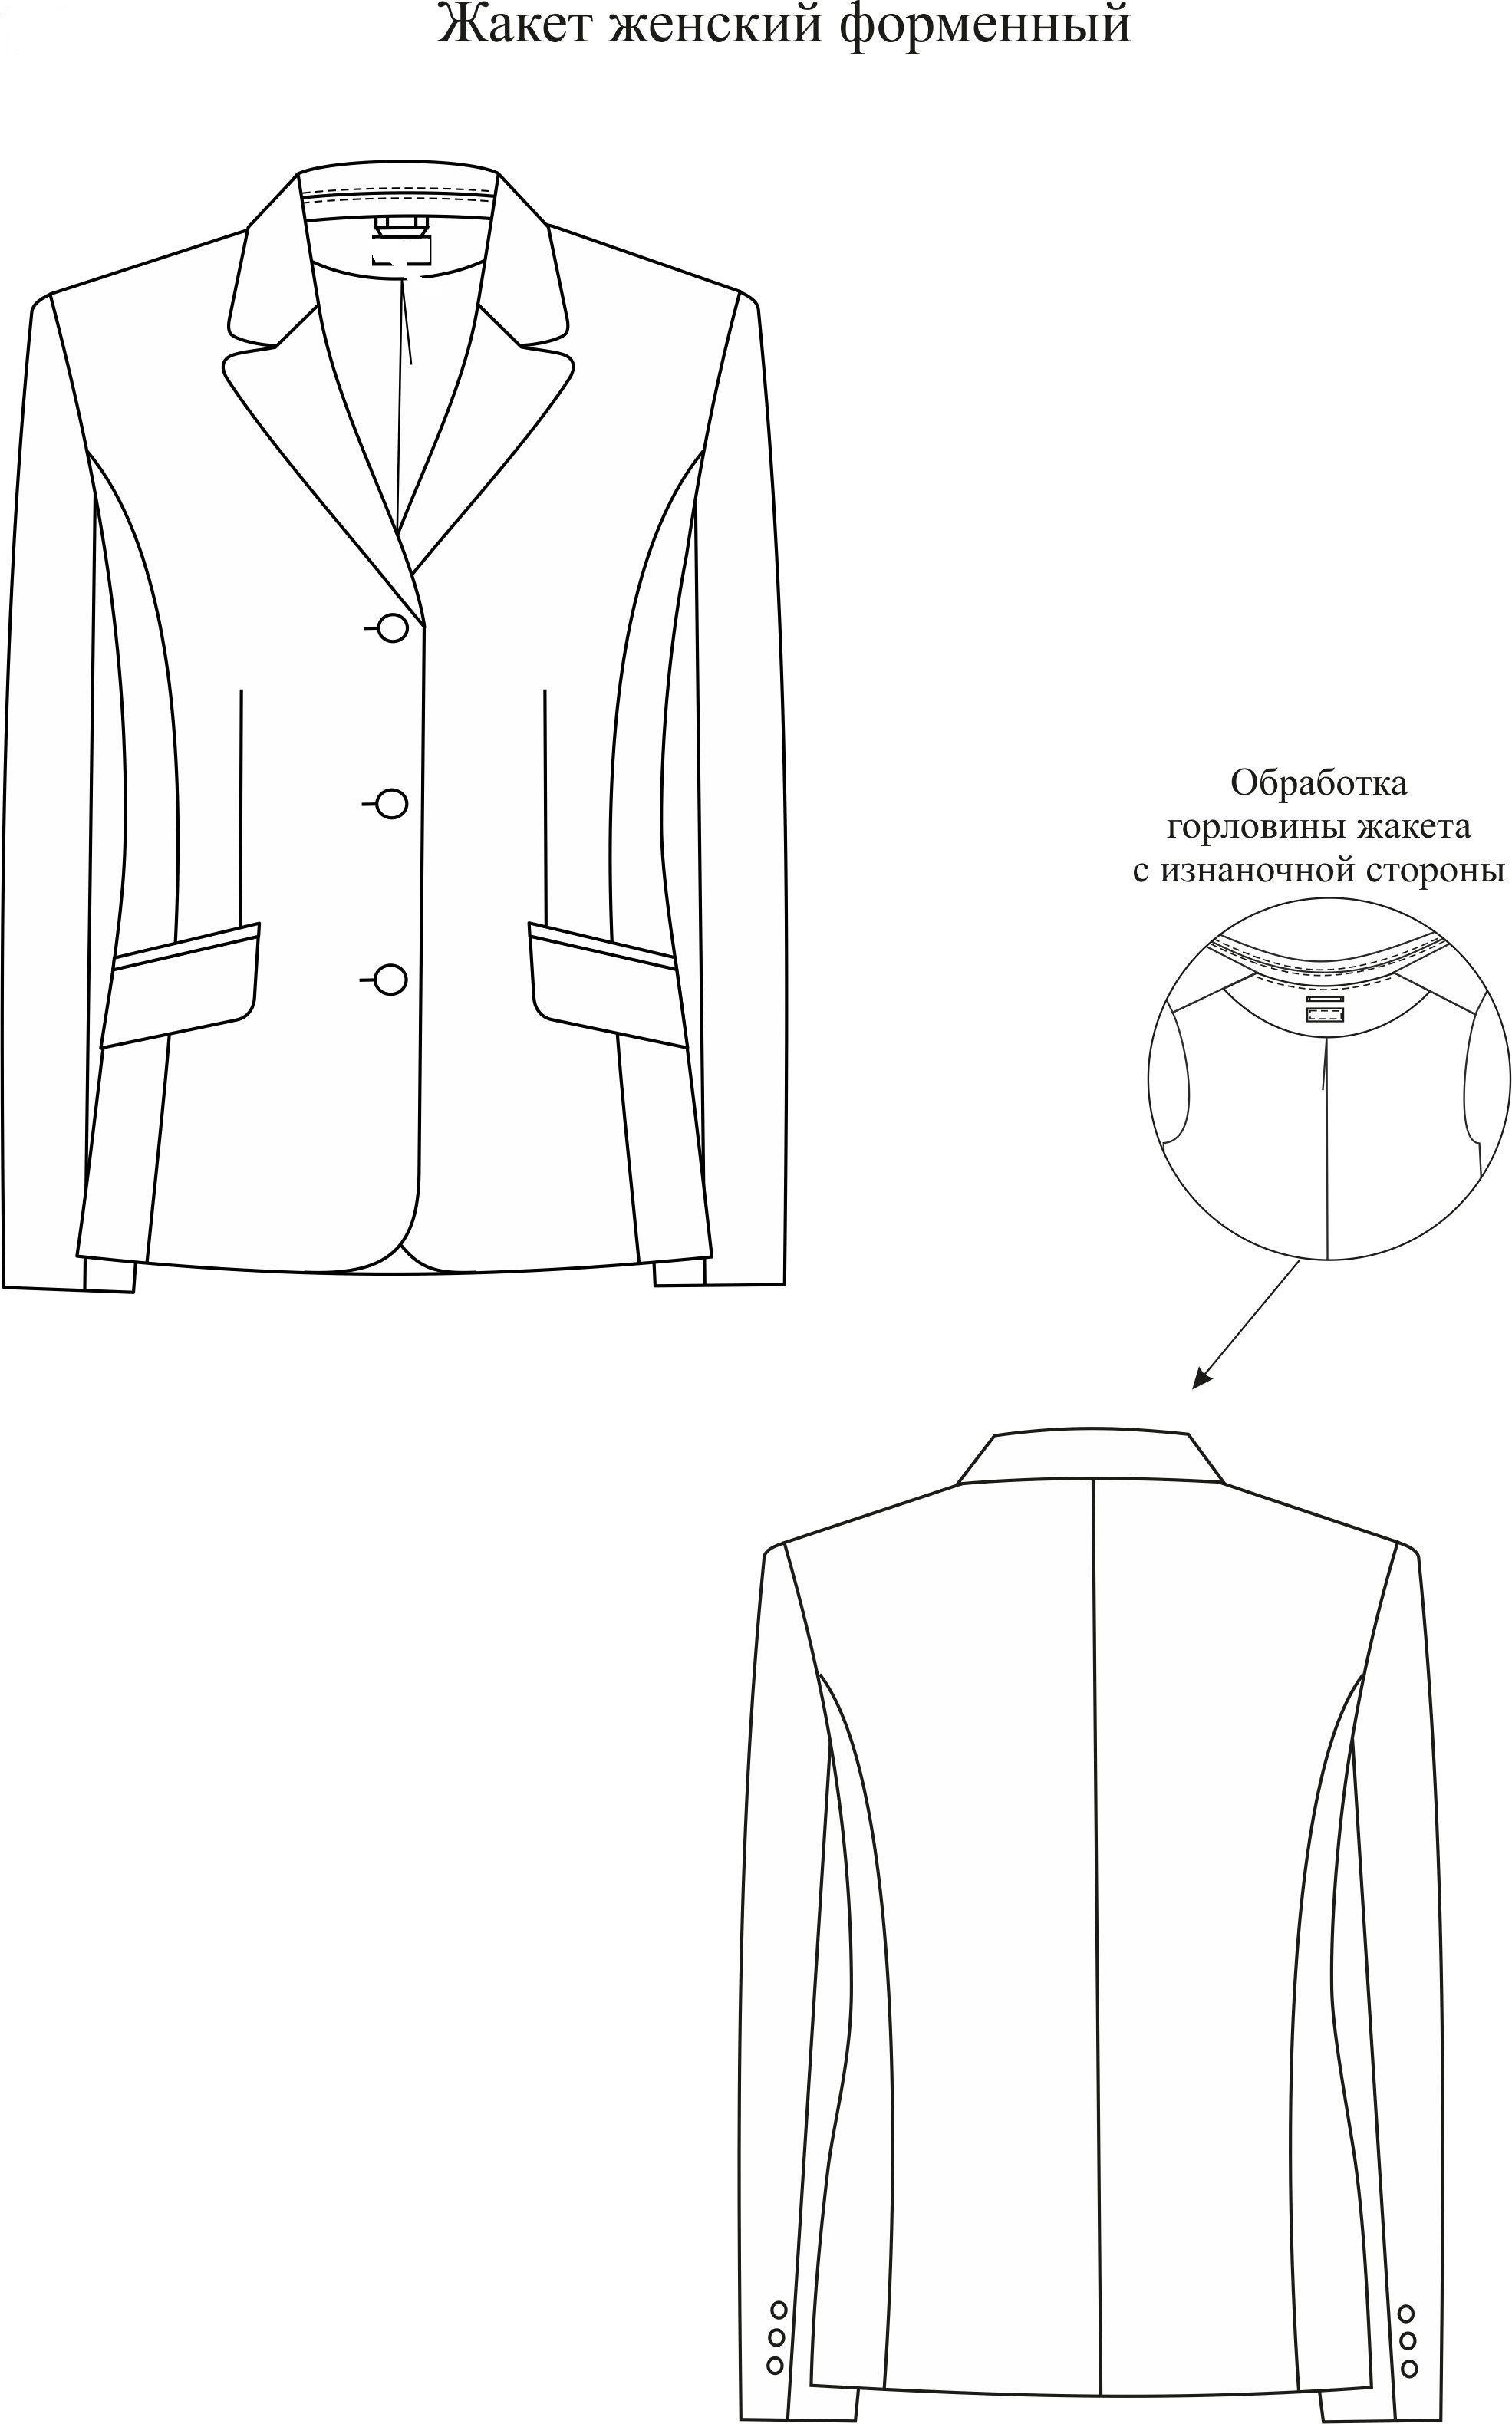 Жакет женский форменный
Обработка
горловины жакета
с изнаночной стороны